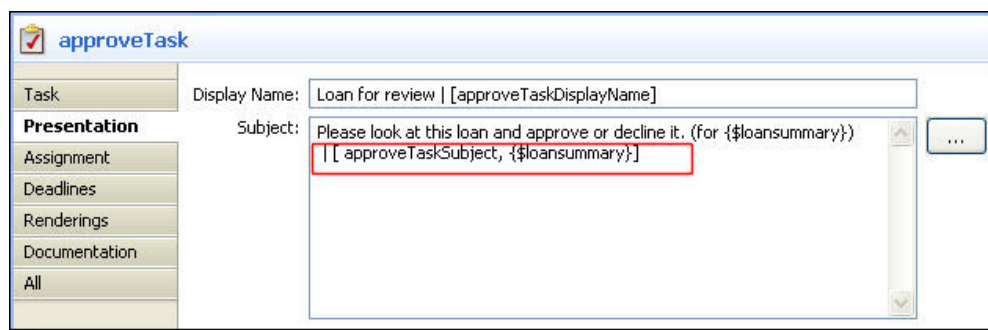 approveTask
Task
Display Name: Loan for review | [approveTaskDisplayName]
Presentation
Subject: Please look at this loan and approve or decline it. (for {$loansummary})
| [ approveTaskSubject, {$loansummary}]
...
Assignment
Deadlines
Renderings
Documentation
All